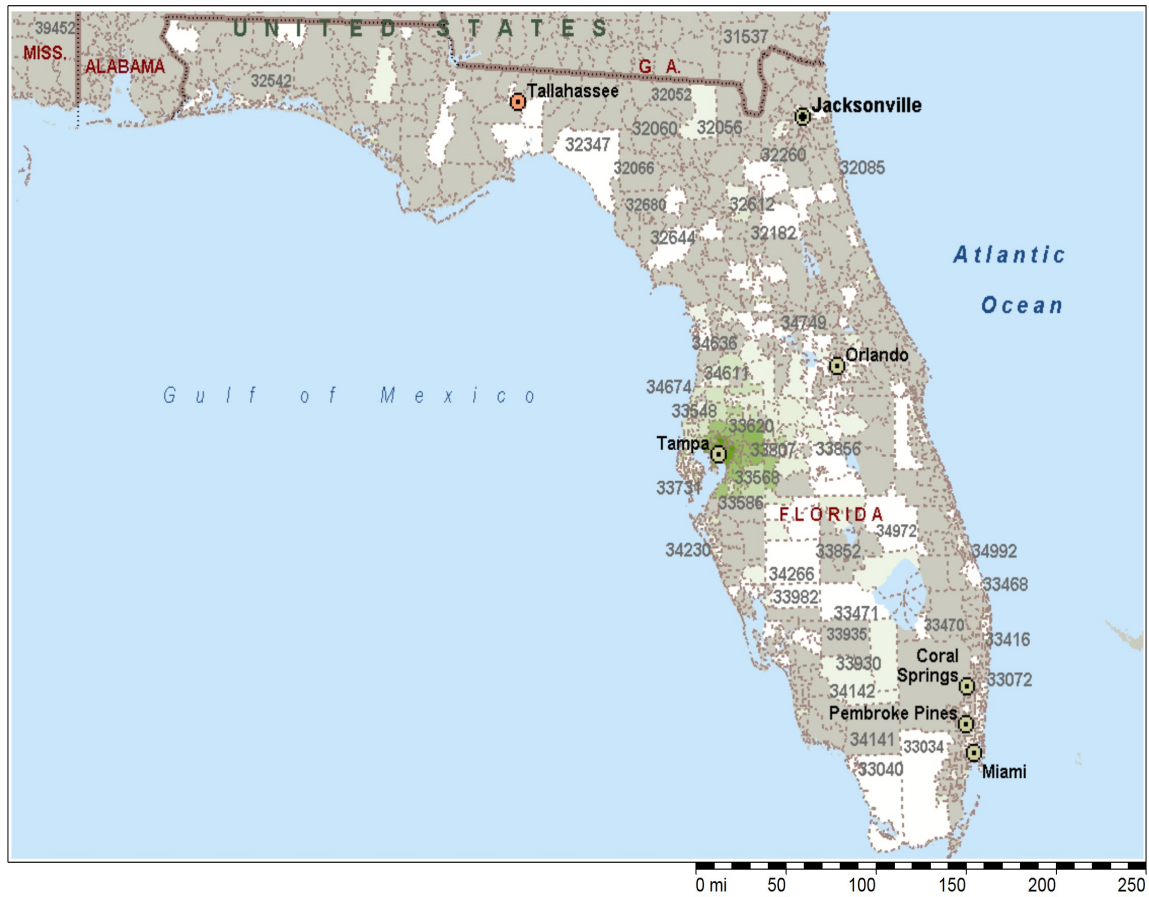 39452
UNITED STATES
31537
MISS.
ALABAMA
G A.
32542
Tallahassee
32052
Jacksonville
32060
32056
32347
32260
32066
32085
32680
32612
32644
32182
Atlantic
Ocean
34749
34636
Orlando
34611
34674
Gulf of Mexico
33548
33620
Tampa
33807
33856
33568
33731
33586
FLORIDA
34972
34230
33852
34992
34266
33468
33982
33471
33470
33935
33416
Coral
Springs
33930
33072
34142
Pembroke Pines
34141
33034
33040
Miami
0 mi 50 100 150 200 250